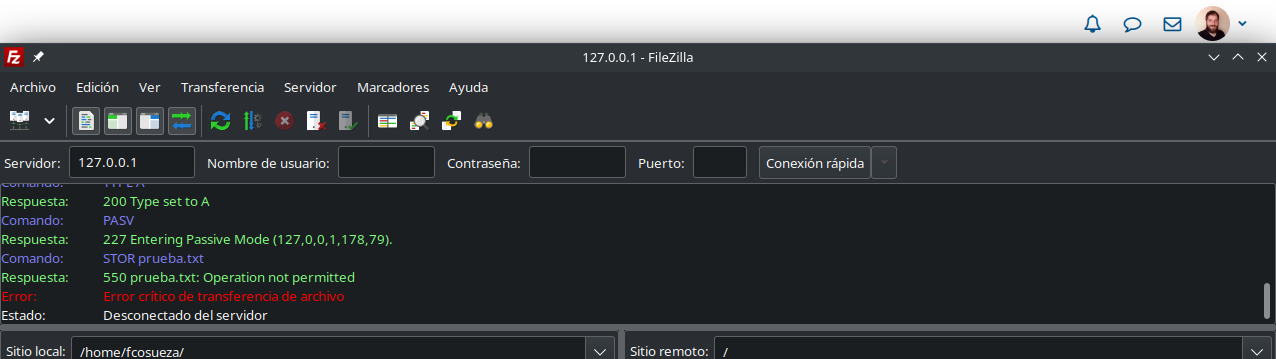 127.0.0.1 - FileZilla
Archivo Edición Ver Transferencia Servidor Marcadores Ayuda
Servidor: 127.0.0.1 Nombre de usuario: Contraseña: Puerto: Conexión rápida
Comando: TYPE A
Respuesta: 200 Type set to A
Comando: PASV
Respuesta: 227 Entering Passive Mode (127,0,0,1,178,79).
Comando: STOR prueba.txt
Respuesta: 550 prueba.txt: Operation not permitted
Error: Error crítico de transferencia de archivo
Estado: Desconectado del servidor
Sitio local: /home/fcosueza/ Sitio remoto: /